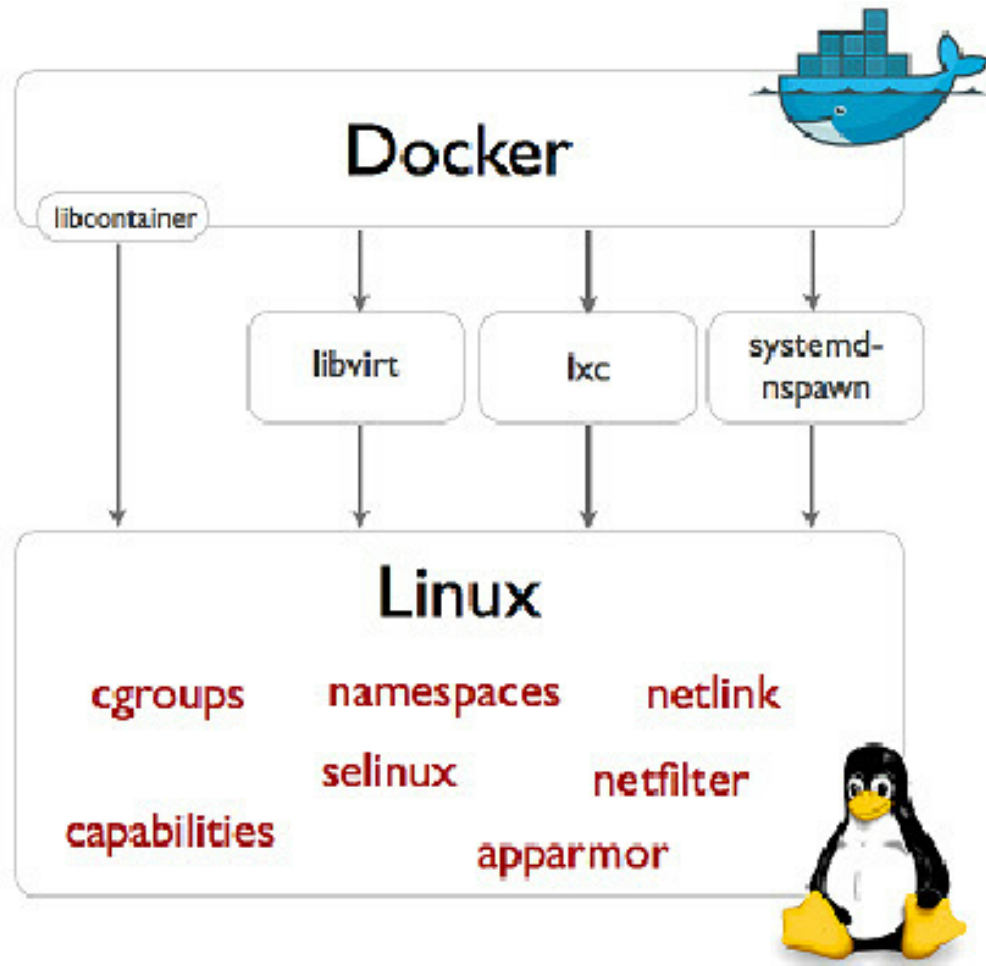 Docker
libcontainer
libvirt
lxc
systemd-
nspawn
Linux
cgroups
namespaces
netlink
selinux
netfilter
capabilities
apparmor